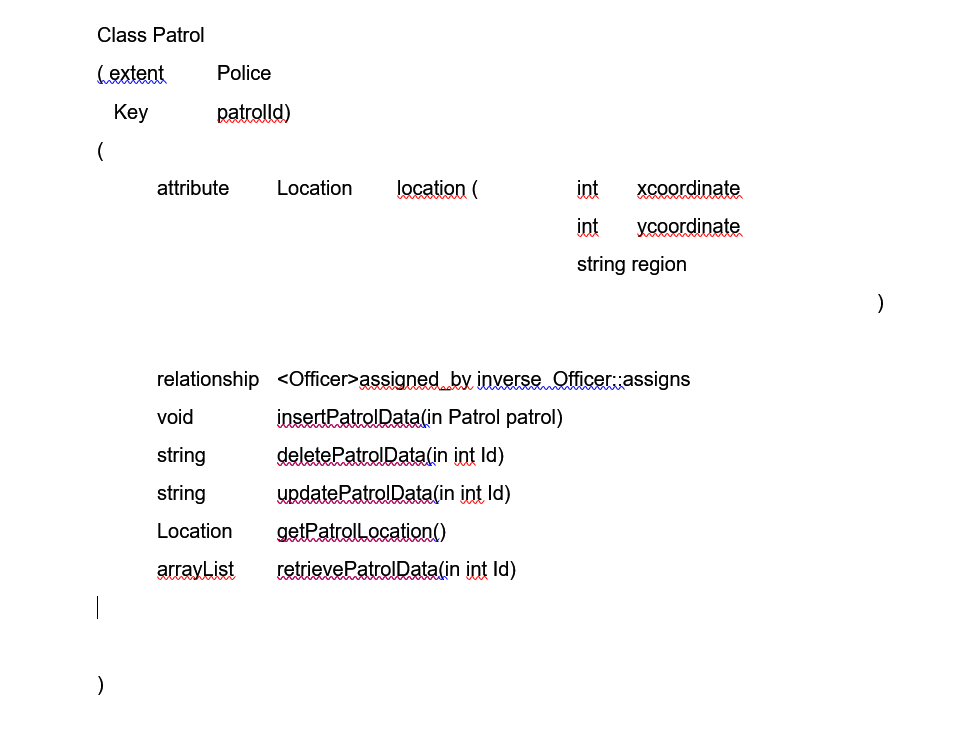 Class Patrol
( extent Police
Key patrolId)
(
attribute Location location ( int xcoordinate
int ycoordinate
string region
)
relationship <Officer>assigned_by inverse Officer::assigns
void insertPatrolData(in Patrol patrol)
string deletePatrolData(in int Id)
string updatePatrolData(in int Id)
Location getPatrolLocation()
arrayList retrievePatrolData(in int Id)
)